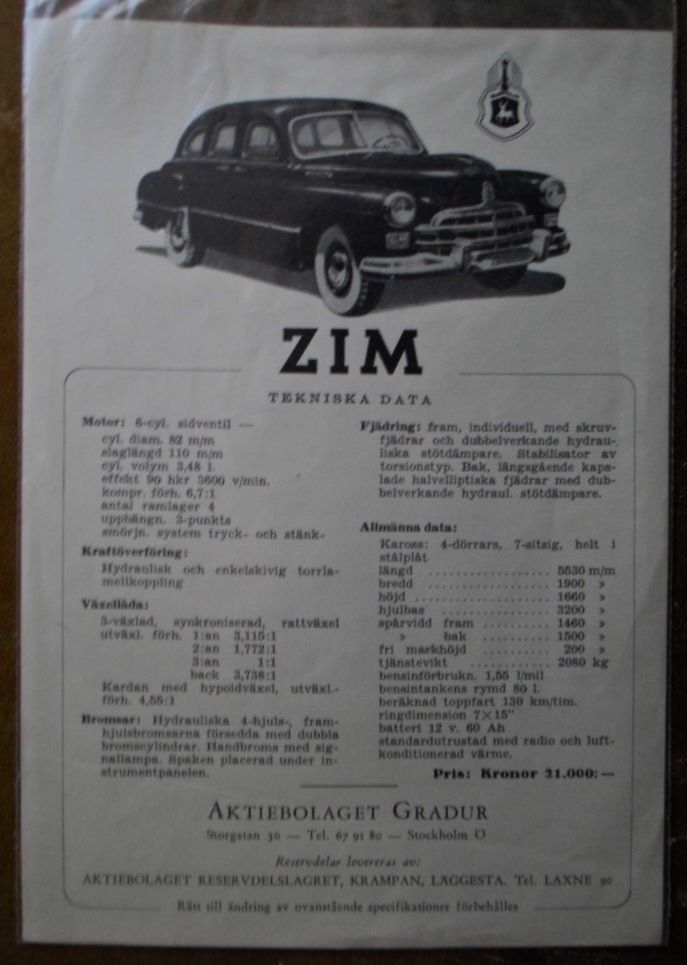 ZIM
TEKNISKA DATA
Motor: 6-cyl. sidventil —
cyl. diam. 82 m/m
slaglängd 110 m/m
cyl. volym 3,48 l.
effekt 90 hkr 3600 v/min.
kompr. förh. 6,7:1
antal ramlager 4
upphängn. 3-punkts
smörjn. system tryck- och stänk-
Kraftöverföring:
Hydraulisk och enkelskivig torrla-
mellkoppling
Växellåda:
3-växlad, synkroniserad, rattväxel
utväxl. förh. 1:an 3,115:1
2:an 1,772:1
3:an 1:1
back 3,738:1
Kardan med hypoidväxel, utväxl.-
förh. 4,55:1
Bromsar: Hydrauliska 4-hjuls-, fram-
hjulsbromsarna försedda med dubbla
bromscylindrar. Handbroms med sig-
nallampa. Spaken placerad under in-
strumentpanelen.
Fjädring: fram, individuell, med skruv-
fjädrar och dubbelverkande hydrau-
liska stötdämpare. Stabilisator av
torsionstyp. Bak, längsgående kaps-
lade halvelliptiska fjädrar med dub-
belverkande hydraul. stötdämpare.
Allmänna data:
Kaross: 4-dörrars, 7-sitsig, helt i
stålplåt
längd .................. 5530 m/m
bredd .................. 1900 »
höjd .................. 1660 »
hjulbas ................ 3200 »
spårvidd fram ........... 1460 »
» bak ........... 1500 »
fri markhöjd .......... 200 »
tjänstevikt ........... 2080 kg
bensinförbrukn. 1,55 l/mil
bensintankens rymd 80 l.
beräknad toppfart 130 km/tim.
ringdimension 7×15"
batteri 12 v. 60 Ah
standardutrustad med radio och luft-
konditionerad värme.
Pris: Kronor 21.000:—
AKTIEBOLAGET GRADUR
Storgatan 30 — Tel. 67 91 80 — Stockholm Ö
Reservdelar levereras av:
AKTIEBOLAGET RESERVDELSLAGRET, KRAMPAN, LÄGGESTA. Tel. LAXNE 90
Rätt till ändring av ovanstående specifikationer förbehålles